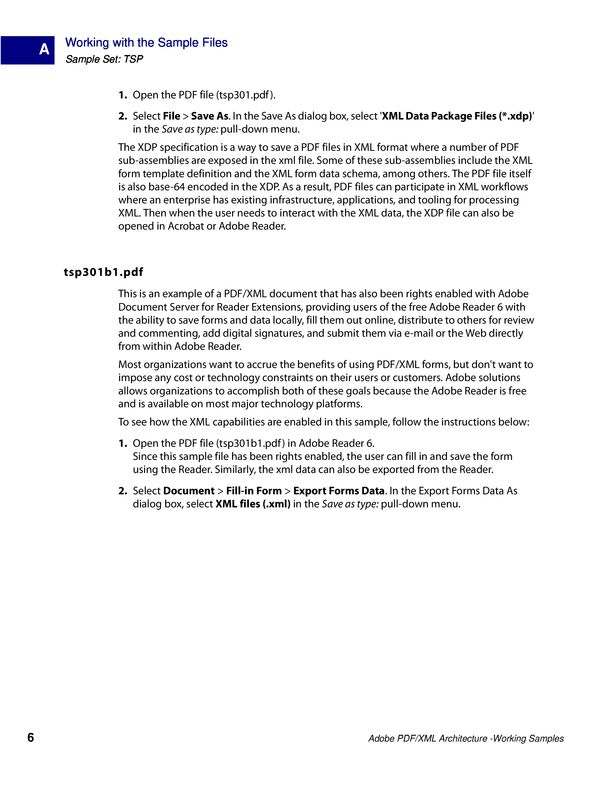 A
Working with the Sample Files
Sample Set: TSP
1. Open the PDF file (tsp301.pdf).
2. Select File > Save As. In the Save As dialog box, select 'XML Data Package Files (*.xdp)'
in the Save as type: pull-down menu.
The XDP specification is a way to save a PDF files in XML format where a number of PDF
sub-assemblies are exposed in the xml file. Some of these sub-assemblies include the XML
form template definition and the XML form data schema, among others. The PDF file itself
is also base-64 encoded in the XDP. As a result, PDF files can participate in XML workflows
where an enterprise has existing infrastructure, applications, and tooling for processing
XML. Then when the user needs to interact with the XML data, the XDP file can also be
opened in Acrobat or Adobe Reader.
tsp301b1.pdf
This is an example of a PDF/XML document that has also been rights enabled with Adobe
Document Server for Reader Extensions, providing users of the free Adobe Reader 6 with
the ability to save forms and data locally, fill them out online, distribute to others for review
and commenting, add digital signatures, and submit them via e-mail or the Web directly
from within Adobe Reader.
Most organizations want to accrue the benefits of using PDF/XML forms, but don't want to
impose any cost or technology constraints on their users or customers. Adobe solutions
allows organizations to accomplish both of these goals because the Adobe Reader is free
and is available on most major technology platforms.
To see how the XML capabilities are enabled in this sample, follow the instructions below:
1. Open the PDF file (tsp301b1.pdf) in Adobe Reader 6.
Since this sample file has been rights enabled, the user can fill in and save the form
using the Reader. Similarly, the xml data can also be exported from the Reader.
2. Select Document > Fill-in Form > Export Forms Data. In the Export Forms Data As
dialog box, select XML files (.xml) in the Save as type: pull-down menu.
6
Adobe PDF/XML Architecture -Working Samples